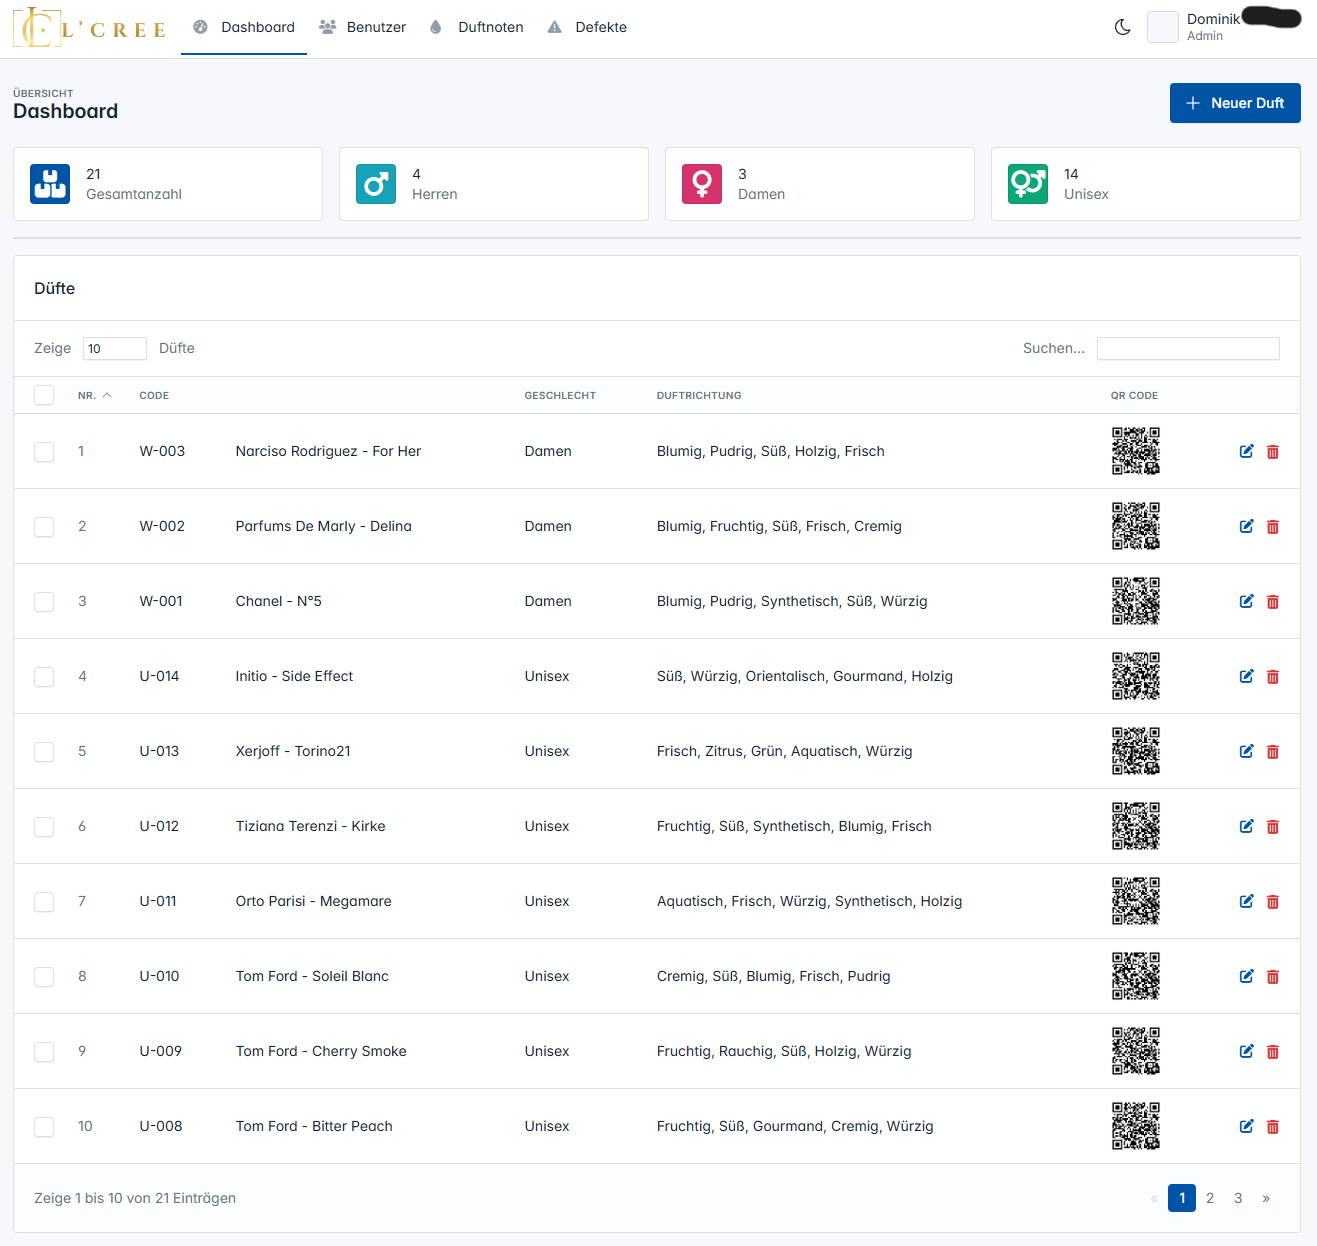 L'CREE Dashboard Benutzer Duftnoten Defekte Dominik
Admin
ÜBERSICHT
Dashboard
+ Neuer Duft
21
Gesamtanzahl
4
Herren
3
Damen
14
Unisex
Düfte
Zeige 10 Düfte Suchen...
NR. CODE GESCHLECHT DUFTRICHTUNG QR CODE
1 W-003 Narciso Rodriguez - For Her Damen Blumig, Pudrig, Süß, Holzig, Frisch
2 W-002 Parfums De Marly - Delina Damen Blumig, Fruchtig, Süß, Frisch, Cremig
3 W-001 Chanel - N°5 Damen Blumig, Pudrig, Synthetisch, Süß, Würzig
4 U-014 Initio - Side Effect Unisex Süß, Würzig, Orientalisch, Gourmand, Holzig
5 U-013 Xerjoff - Torino21 Unisex Frisch, Zitrus, Grün, Aquatisch, Würzig
6 U-012 Tiziana Terenzi - Kirke Unisex Fruchtig, Süß, Synthetisch, Blumig, Frisch
7 U-011 Orto Parisi - Megamare Unisex Aquatisch, Frisch, Würzig, Synthetisch, Holzig
8 U-010 Tom Ford - Soleil Blanc Unisex Cremig, Süß, Blumig, Frisch, Pudrig
9 U-009 Tom Ford - Cherry Smoke Unisex Fruchtig, Rauchig, Süß, Holzig, Würzig
10 U-008 Tom Ford - Bitter Peach Unisex Fruchtig, Süß, Gourmand, Cremig, Würzig
Zeige 1 bis 10 von 21 Einträgen « 1 2 3 »